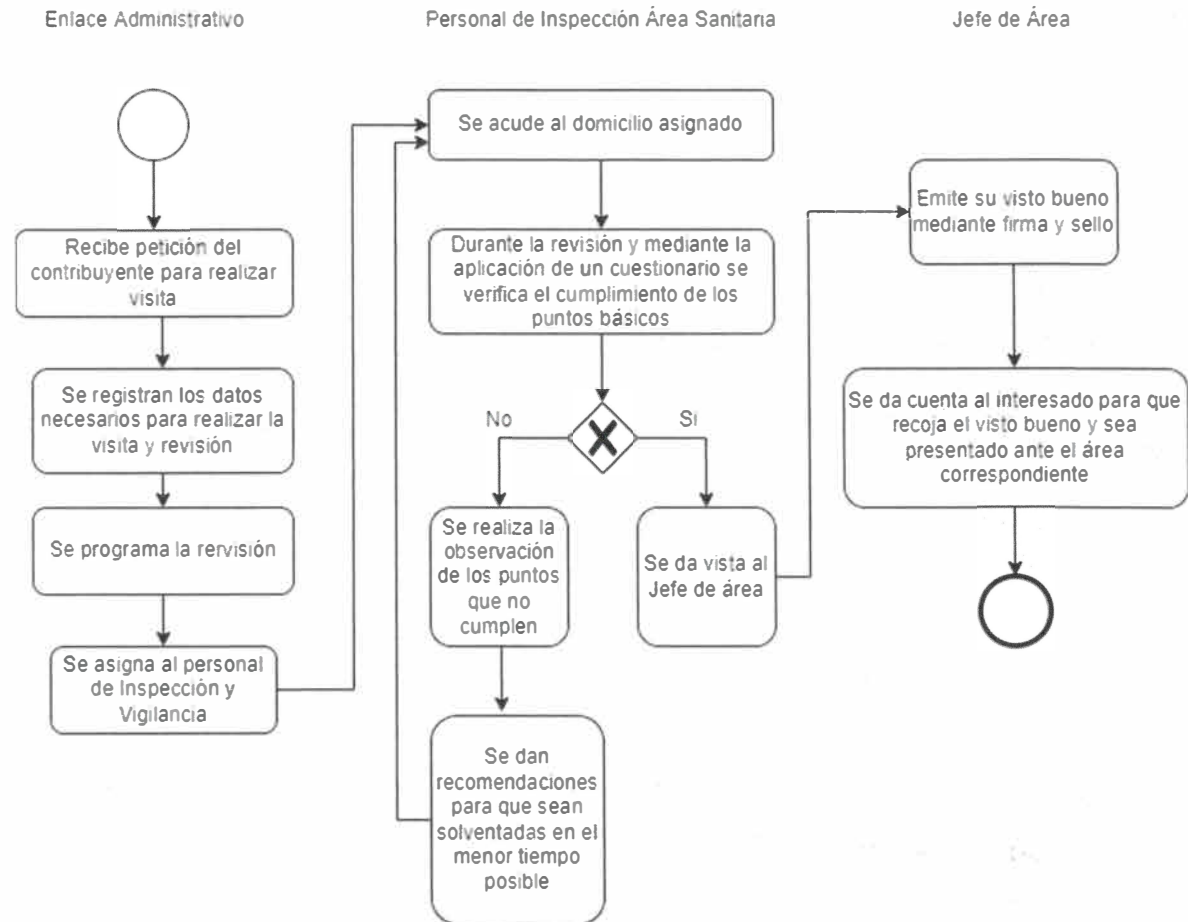 Enlace Administrativo
Personal de Inspección Área Sanitaria
Jefe de Área
Recibe petición del
contribuyente para realizar
visita
Se registran los datos
necesarios para realizar la
visita y revisión
Se programa la rervisión
Se asigna al personal
de Inspección y
Vigilancia
Se acude al domicilio asignado
Durante la revisión y mediante la
aplicación de un cuestionario se
verifica el cumplimiento de los
puntos básicos
No
Si
Se realiza la
observación
de los puntos
que no
cumplen
Se da vista al
Jefe de área
Se dan
recomendaciones
para que sean
solventadas en el
menor tiempo
posible
Emite su visto bueno
mediante firma y sello
Se da cuenta al interesado para que
recoja el visto bueno y sea
presentado ante el área
correspondiente